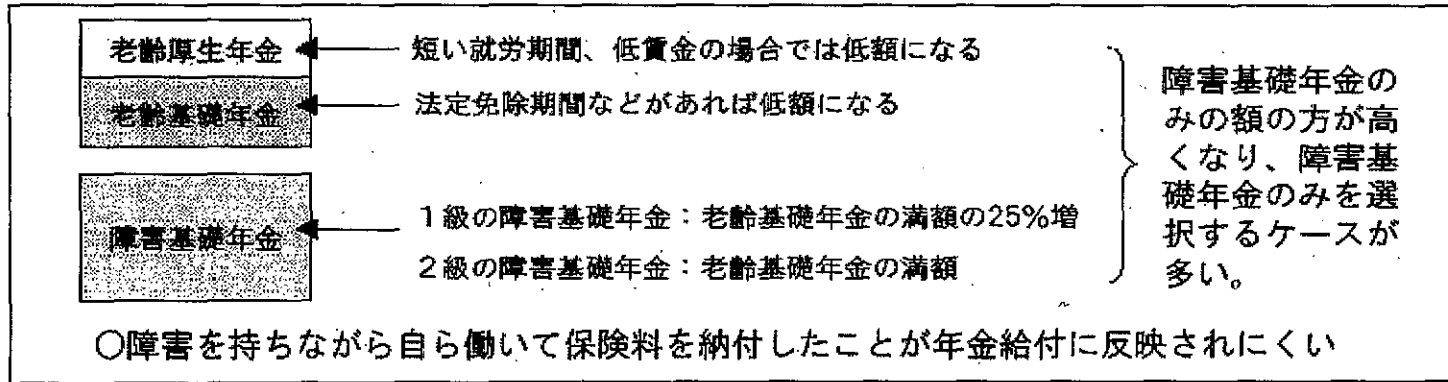 老齢厚生年金
短い就労期間、低賃金の場合では低額になる
老齢基礎年金
法定免除期間などがあれば低額になる
障害基礎年金
1級の障害基礎年金：老齢基礎年金の満額の25%増
2級の障害基礎年金：老齢基礎年金の満額
障害基礎年金の
みの額の方が高
くなり、障害基
礎年金のみを選
択するケースが
多い。
○障害を持ちながら自ら働いて保険料を納付したことが年金給付に反映されにくい